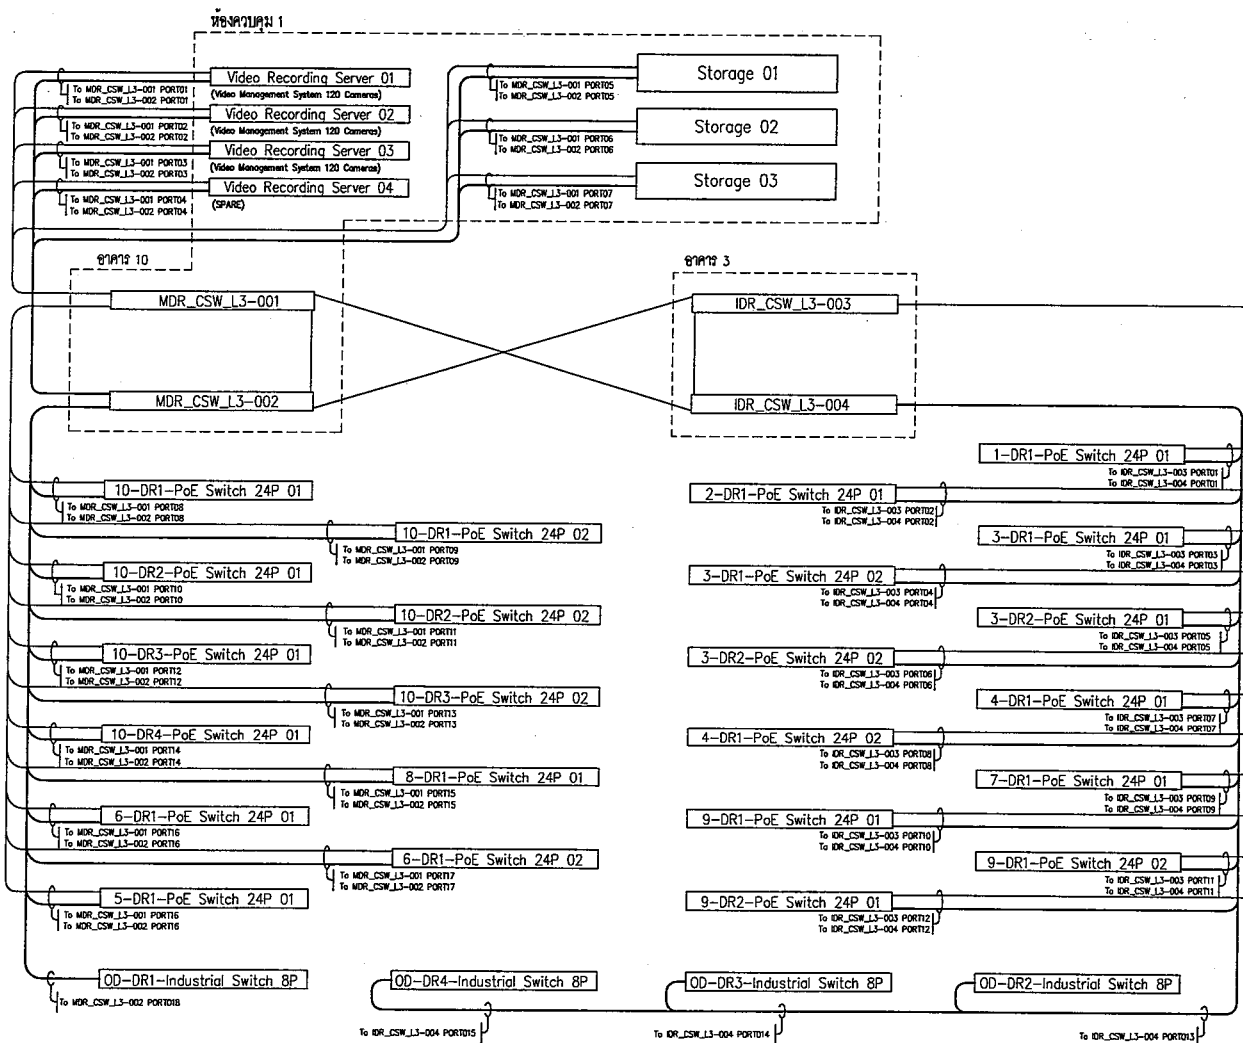 ห้องควบคุม 1
Video Recording Server 01
(Video Management System 120 Cameras)
To MDR_CSW_L3-001 PORT01
To MDR_CSW_L3-002 PORT01
Video Recording Server 02
(Video Management System 120 Cameras)
To MDR_CSW_L3-001 PORT02
To MDR_CSW_L3-002 PORT02
Video Recording Server 03
(Video Management System 120 Cameras)
To MDR_CSW_L3-001 PORT03
To MDR_CSW_L3-002 PORT03
Video Recording Server 04
(SPARE)
To MDR_CSW_L3-001 PORT04
To MDR_CSW_L3-002 PORT04
Storage 01
To MDR_CSW_L3-001 PORT05
To MDR_CSW_L3-002 PORT05
Storage 02
To MDR_CSW_L3-001 PORT06
To MDR_CSW_L3-002 PORT06
Storage 03
To MDR_CSW_L3-001 PORT07
To MDR_CSW_L3-002 PORT07
อาคาร 10
MDR_CSW_L3-001
MDR_CSW_L3-002
อาคาร 3
IDR_CSW_L3-003
IDR_CSW_L3-004
10-DR1-PoE Switch 24P 01
To MDR_CSW_L3-001 PORT08
To MDR_CSW_L3-002 PORT08
10-DR1-PoE Switch 24P 02
To MDR_CSW_L3-001 PORT09
To MDR_CSW_L3-002 PORT09
10-DR2-PoE Switch 24P 01
To MDR_CSW_L3-001 PORT10
To MDR_CSW_L3-002 PORT10
10-DR2-PoE Switch 24P 02
To MDR_CSW_L3-001 PORT11
To MDR_CSW_L3-002 PORT11
10-DR3-PoE Switch 24P 01
To MDR_CSW_L3-001 PORT12
To MDR_CSW_L3-002 PORT12
10-DR3-PoE Switch 24P 02
To MDR_CSW_L3-001 PORT13
To MDR_CSW_L3-002 PORT13
10-DR4-PoE Switch 24P 01
To MDR_CSW_L3-001 PORT14
To MDR_CSW_L3-002 PORT14
8-DR1-PoE Switch 24P 01
To MDR_CSW_L3-001 PORT15
To MDR_CSW_L3-002 PORT15
6-DR1-PoE Switch 24P 01
To MDR_CSW_L3-001 PORT16
To MDR_CSW_L3-002 PORT16
6-DR1-PoE Switch 24P 02
To MDR_CSW_L3-001 PORT17
To MDR_CSW_L3-002 PORT17
5-DR1-PoE Switch 24P 01
To MDR_CSW_L3-001 PORT16
To MDR_CSW_L3-002 PORT16
1-DR1-PoE Switch 24P 01
To IDR_CSW_L3-003 PORT01
To IDR_CSW_L3-004 PORT01
2-DR1-PoE Switch 24P 01
To IDR_CSW_L3-003 PORT02
To IDR_CSW_L3-004 PORT02
3-DR1-PoE Switch 24P 01
To IDR_CSW_L3-003 PORT03
To IDR_CSW_L3-004 PORT03
3-DR1-PoE Switch 24P 02
To IDR_CSW_L3-003 PORT04
To IDR_CSW_L3-004 PORT04
3-DR2-PoE Switch 24P 01
To IDR_CSW_L3-003 PORT05
To IDR_CSW_L3-004 PORT05
3-DR2-PoE Switch 24P 02
To IDR_CSW_L3-003 PORT06
To IDR_CSW_L3-004 PORT06
4-DR1-PoE Switch 24P 01
To IDR_CSW_L3-003 PORT07
To IDR_CSW_L3-004 PORT07
4-DR1-PoE Switch 24P 02
To IDR_CSW_L3-003 PORT08
To IDR_CSW_L3-004 PORT08
7-DR1-PoE Switch 24P 01
To IDR_CSW_L3-003 PORT09
To IDR_CSW_L3-004 PORT09
9-DR1-PoE Switch 24P 01
To IDR_CSW_L3-003 PORT10
To IDR_CSW_L3-004 PORT10
9-DR1-PoE Switch 24P 02
To IDR_CSW_L3-003 PORT11
To IDR_CSW_L3-004 PORT11
9-DR2-PoE Switch 24P 01
To IDR_CSW_L3-003 PORT12
To IDR_CSW_L3-004 PORT12
OD-DR1-Industrial Switch 8P
To MDR_CSW_L3-002 PORT018
OD-DR4-Industrial Switch 8P
To IDR_CSW_L3-004 PORT015
OD-DR3-Industrial Switch 8P
To IDR_CSW_L3-004 PORT014
OD-DR2-Industrial Switch 8P
To IDR_CSW_L3-004 PORT013